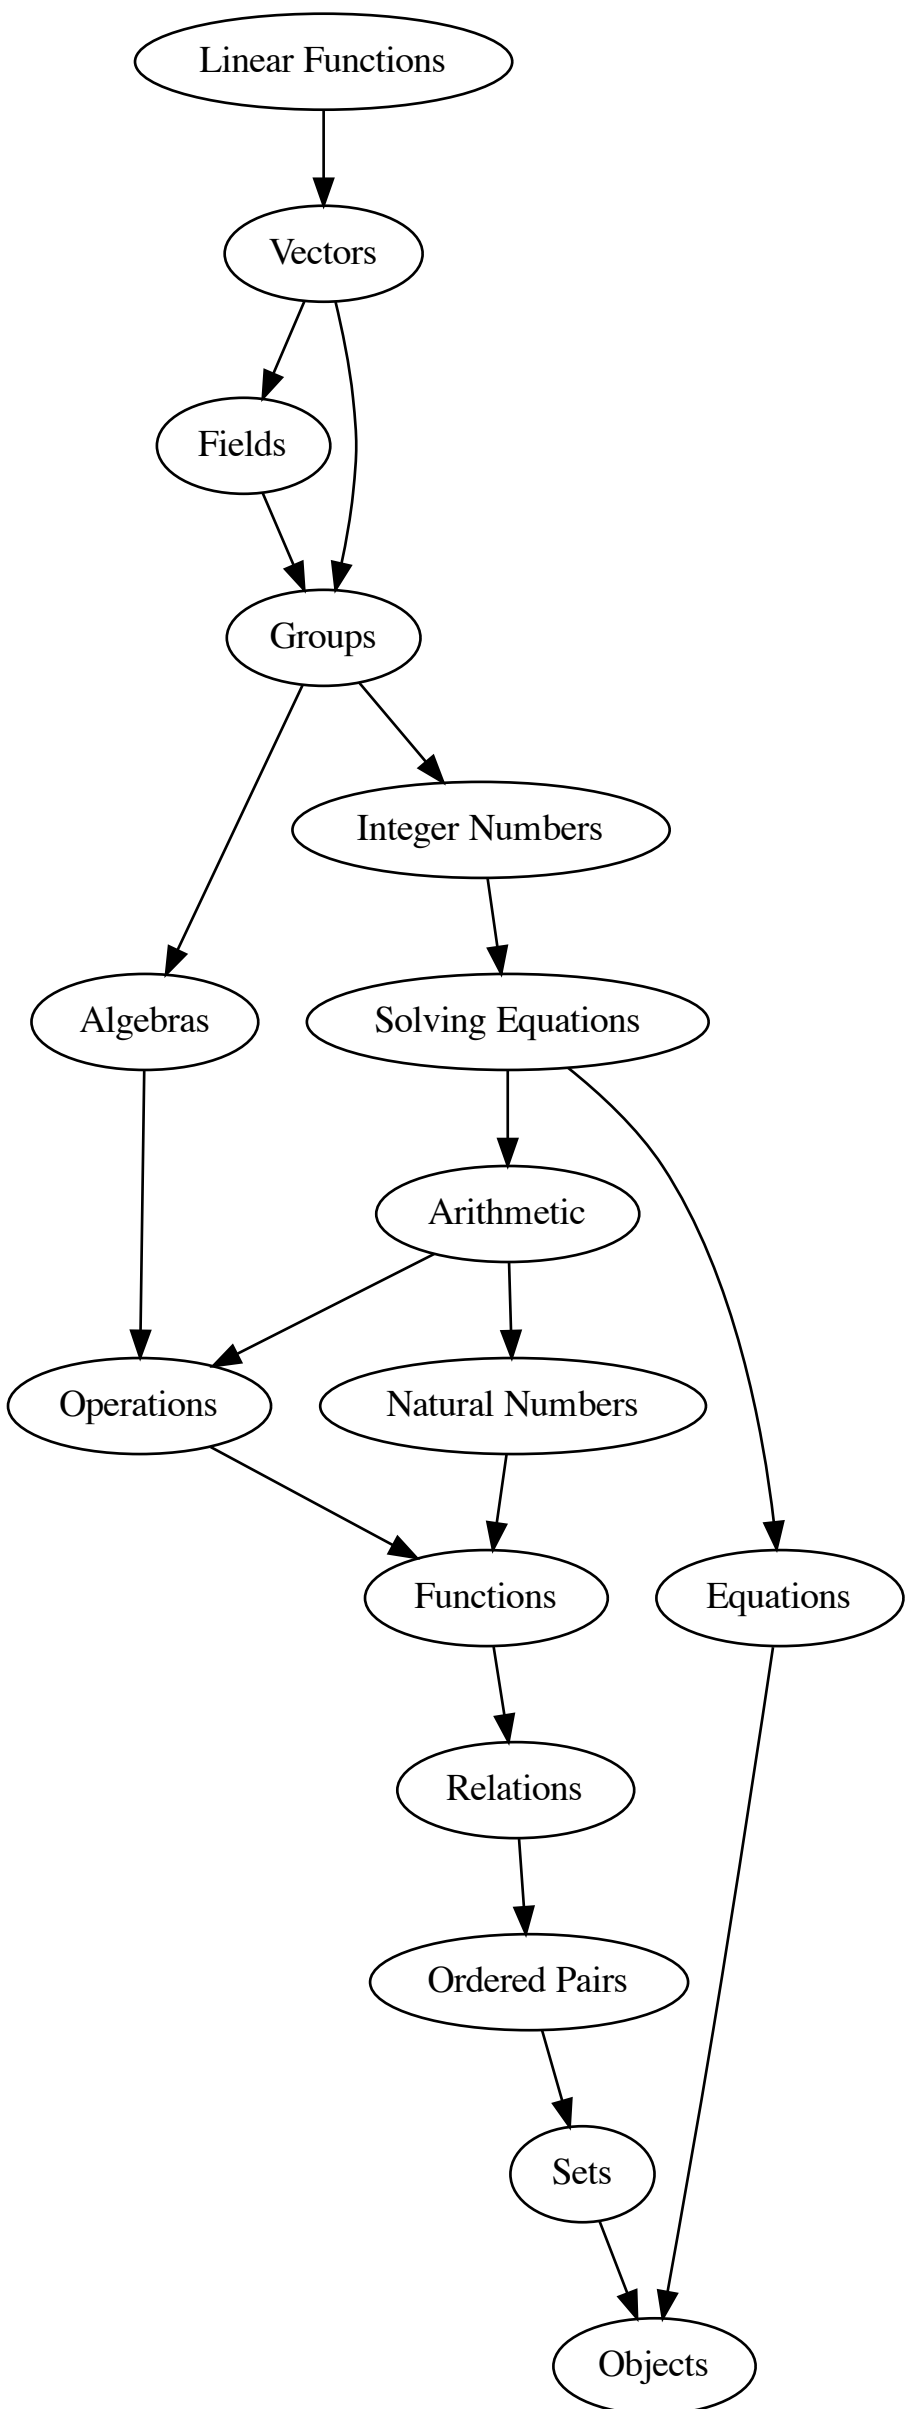 Linear Functions
Vectors
Fields
Groups
Integer Numbers
Algebras
Solving Equations
Arithmetic
Operations
Natural Numbers
Functions
Equations
Relations
Ordered Pairs
Sets
Objects